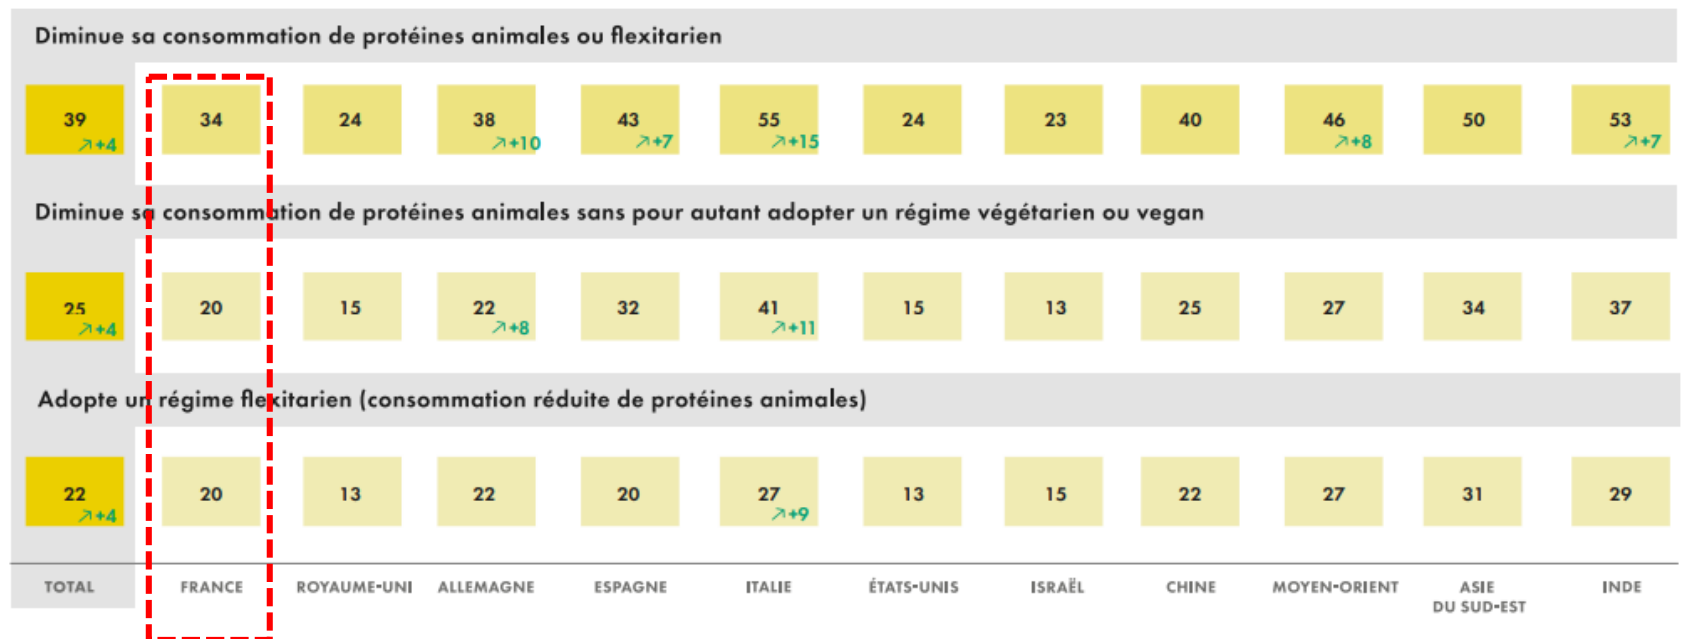 Diminue sa consommation de protéines animales ou flexitarien
39 34 24 38 43 55 24 23 40 46 50 53
↗+4 ↗+10 ↗+7 ↗+15 ↗+8 ↗+7
Diminue sa consommation de protéines animales sans pour autant adopter un régime végétarien ou vegan
25 20 15 22 32 41 15 13 25 27 34 37
↗+4 ↗+8 ↗+11
Adopte un régime flexitarien (consommation réduite de protéines animales)
22 20 13 22 20 27 13 15 22 27 31 29
↗+4 ↗+9
TOTAL FRANCE ROYAUME-UNI ALLEMAGNE ESPAGNE ITALIE ÉTATS-UNIS ISRAËL CHINE MOYEN-ORIENT ASIE INDE
DU SUD-EST